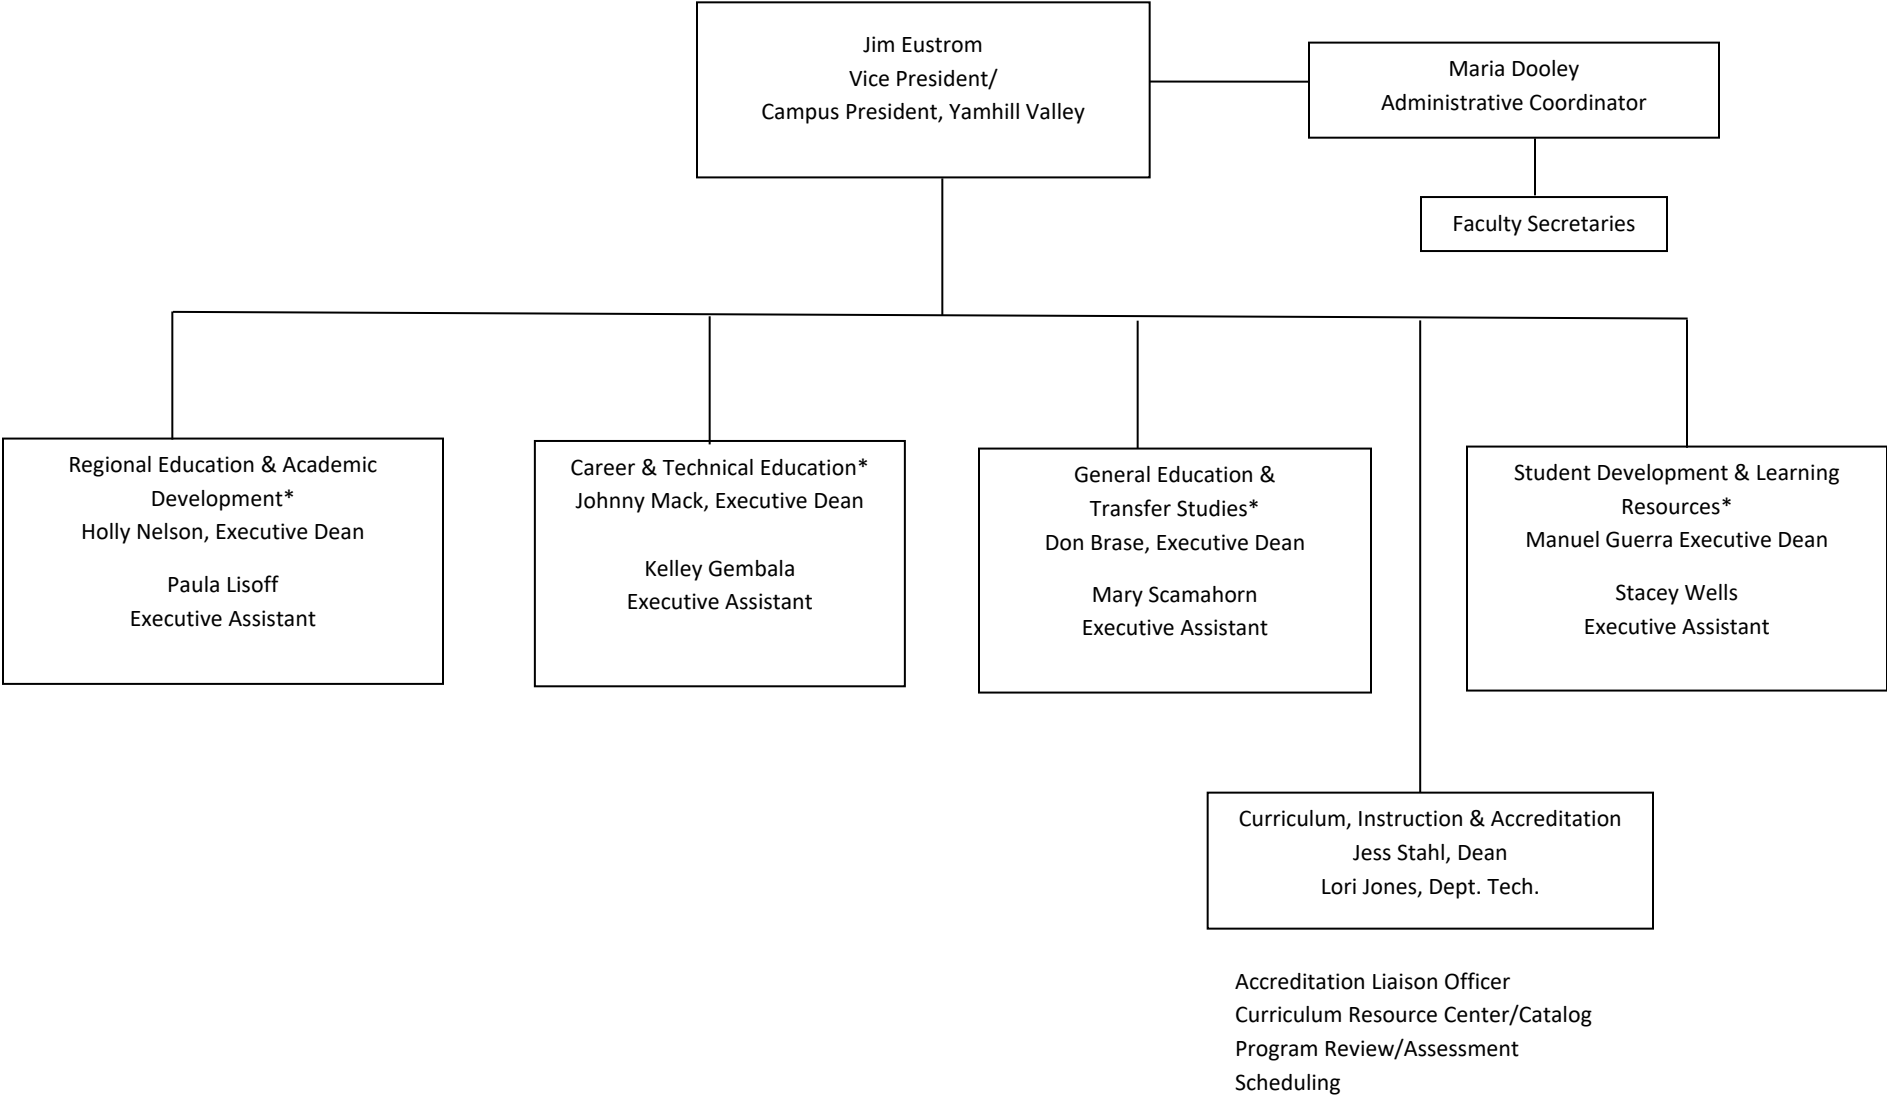 Jim Eustrom
Vice President/
Campus President, Yamhill Valley
Maria Dooley
Administrative Coordinator
Faculty Secretaries
Regional Education & Academic
Development*
Holly Nelson, Executive Dean
Paula Lisoff
Executive Assistant
Career & Technical Education*
Johnny Mack, Executive Dean
Kelley Gembala
Executive Assistant
General Education &
Transfer Studies*
Don Brase, Executive Dean
Mary Scamahorn
Executive Assistant
Student Development & Learning
Resources*
Manuel Guerra Executive Dean
Stacey Wells
Executive Assistant
Curriculum, Instruction & Accreditation
Jess Stahl, Dean
Lori Jones, Dept. Tech.
Accreditation Liaison Officer
Curriculum Resource Center/Catalog
Program Review/Assessment
Scheduling